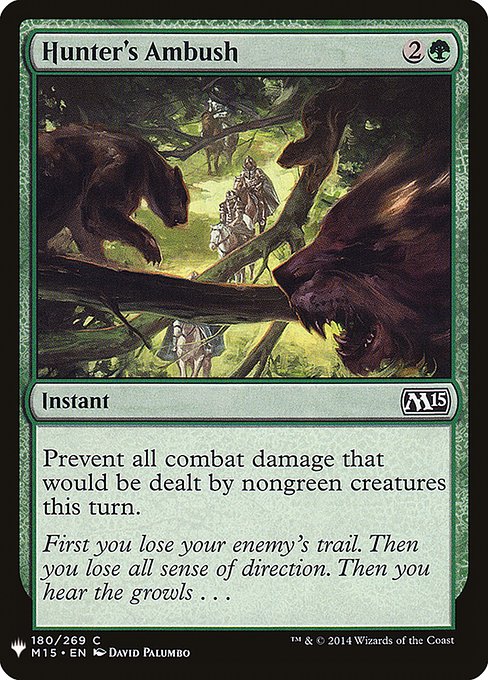 Hunter's Ambush 2
Instant M15
Prevent all combat damage that
would be dealt by nongreen creatures
this turn.
First you lose your enemy's trail. Then
you lose all sense of direction. Then you
hear the growls . . .
180/269 C ™ & © 2014 Wizards of the Coast
M15 • EN David Palumbo